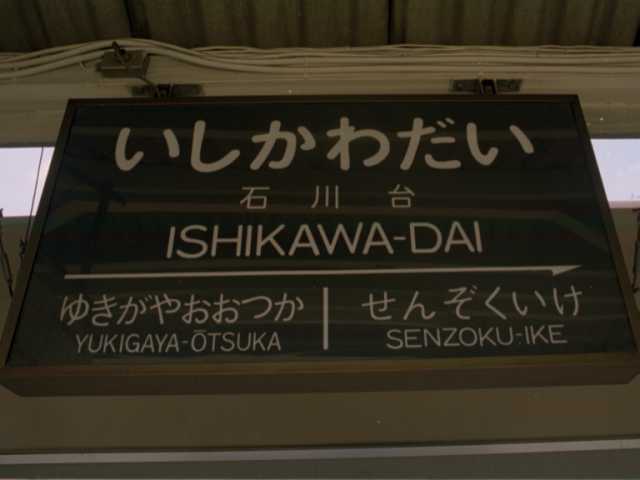 いしかわだい
石川台
ISHIKAWA-DAI
ゆきがやおおつか
YUKIGAYA-ŌTSUKA
せんぞくいけ
SENZOKU-IKE